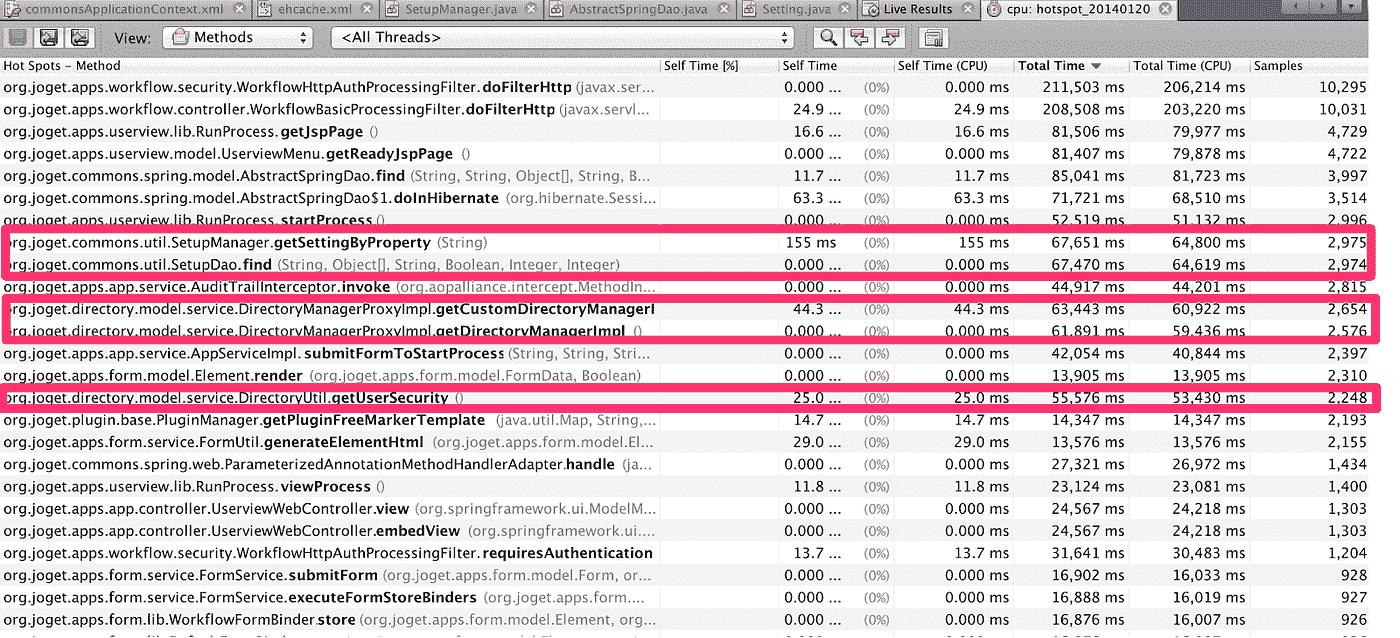 commonsApplicationContext.xml ehcache.xml SetupManager.java AbstractSpringDao.java Setting.java Live Results cpu: hotspot_20140120
View: Methods <All Threads>
Hot Spots – Method Self Time [%] Self Time Self Time (CPU) Total Time Total Time (CPU) Samples
org.joget.apps.workflow.security.WorkflowHttpAuthProcessingFilter.doFilterHttp (javax.ser... 0.000 ... (0%) 0.000 ms 211,503 ms 206,214 ms 10,295
org.joget.apps.workflow.controller.WorkflowBasicProcessingFilter.doFilterHttp (javax.servl... 24.9 ... (0%) 24.9 ms 208,508 ms 203,220 ms 10,031
org.joget.apps.userview.lib.RunProcess.getJspPage () 16.6 ... (0%) 16.6 ms 81,506 ms 79,977 ms 4,729
org.joget.apps.userview.model.UserviewMenu.getReadyJspPage () 0.000 ... (0%) 0.000 ms 81,407 ms 79,878 ms 4,722
org.joget.commons.spring.model.AbstractSpringDao.find (String, String, Object[], String, B... 11.7 ... (0%) 11.7 ms 85,041 ms 81,723 ms 3,997
org.joget.commons.spring.model.AbstractSpringDao$1.doInHibernate (org.hibernate.Sessi... 63.3 ... (0%) 63.3 ms 71,721 ms 68,510 ms 3,514
org.joget.apps.userview.lib.RunProcess.startProcess () 0.000 ... (0%) 0.000 ms 52,519 ms 51,132 ms 2,996
org.joget.commons.util.SetupManager.getSettingByProperty (String) 155 ms (0%) 155 ms 67,651 ms 64,800 ms 2,975
org.joget.commons.util.SetupDao.find (String, Object[], String, Boolean, Integer, Integer) 0.000 ... (0%) 0.000 ms 67,470 ms 64,619 ms 2,974
org.joget.apps.app.service.AuditTrailInterceptor.invoke (org.aopalliance.intercept.MethodIn... 0.000 ... (0%) 0.000 ms 44,917 ms 44,201 ms 2,815
org.joget.directory.model.service.DirectoryManagerProxyImpl.getCustomDirectoryManagerI 44.3 ... (0%) 44.3 ms 63,443 ms 60,922 ms 2,654
org.joget.directory.model.service.DirectoryManagerProxyImpl.getDirectoryManagerImpl () 0.000 ... (0%) 0.000 ms 61,891 ms 59,436 ms 2,576
org.joget.apps.app.service.AppServiceImpl.submitFormToStartProcess (String, String, Stri... 0.000 ... (0%) 0.000 ms 42,054 ms 40,844 ms 2,397
org.joget.apps.form.model.Element.render (org.joget.apps.form.model.FormData, Boolean) 0.000 ... (0%) 0.000 ms 13,905 ms 13,905 ms 2,310
org.joget.directory.model.service.DirectoryUtil.getUserSecurity () 25.0 ... (0%) 25.0 ms 55,576 ms 53,430 ms 2,248
org.joget.plugin.base.PluginManager.getPluginFreeMarkerTemplate (java.util.Map, String,... 14.7 ... (0%) 14.7 ms 14,347 ms 14,347 ms 2,193
org.joget.apps.form.service.FormUtil.generateElementHtml (org.joget.apps.form.model.El... 29.0 ... (0%) 29.0 ms 13,576 ms 13,576 ms 2,155
org.joget.commons.spring.web.ParameterizedAnnotationMethodHandlerAdapter.handle (ja... 0.000 ... (0%) 0.000 ms 27,321 ms 26,972 ms 1,434
org.joget.apps.userview.lib.RunProcess.viewProcess () 11.8 ... (0%) 11.8 ms 23,124 ms 23,081 ms 1,400
org.joget.apps.app.controller.UserviewWebController.view (org.springframework.ui.ModelM... 0.000 ... (0%) 0.000 ms 24,567 ms 24,218 ms 1,303
org.joget.apps.app.controller.UserviewWebController.embedView (org.springframework.ui.... 0.000 ... (0%) 0.000 ms 24,567 ms 24,218 ms 1,303
org.joget.apps.workflow.security.WorkflowHttpAuthProcessingFilter.requiresAuthentication 13.7 ... (0%) 13.7 ms 31,641 ms 30,483 ms 1,204
org.joget.apps.form.service.FormService.submitForm (org.joget.apps.form.model.Form, or... 0.000 ... (0%) 0.000 ms 16,902 ms 16,033 ms 928
org.joget.apps.form.service.FormService.executeFormStoreBinders (org.joget.apps.form.... 0.000 ... (0%) 0.000 ms 16,888 ms 16,019 ms 927
org.joget.apps.form.lib.WorkflowFormBinder.store (org.joget.apps.form.model.Element, org... 0.000 ... (0%) 0.000 ms 16,876 ms 16,007 ms 926